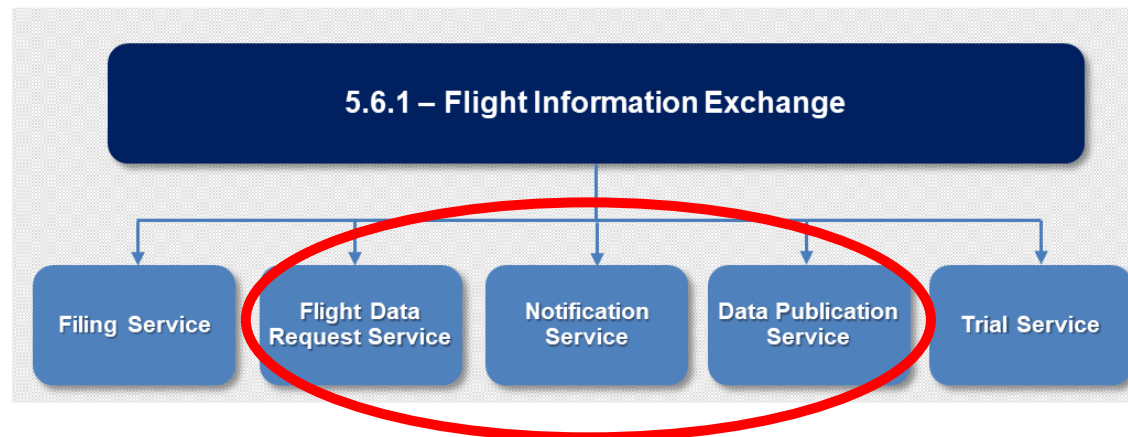 5.6.1 – Flight Information Exchange
Filing Service
Flight Data
Request Service
Notification
Service
Data Publication
Service
Trial Service